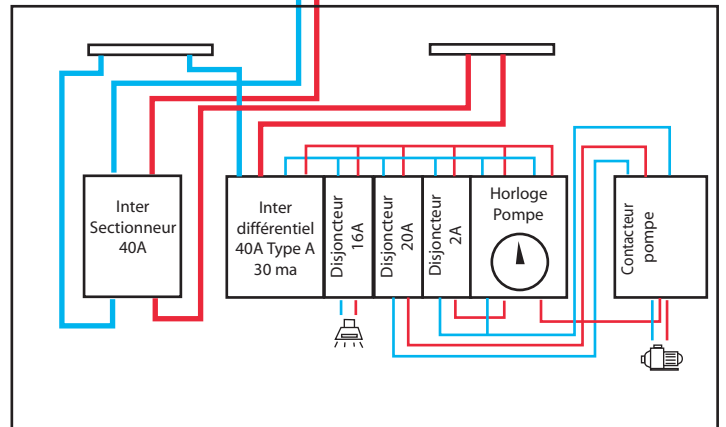 Inter
Sectionneur
40A
Inter
différentiel
40A Type A
30 ma
Disjoncteur
16A
Disjoncteur
20A
Disjoncteur
2A
Horloge
Pompe
Contacteur
pompe